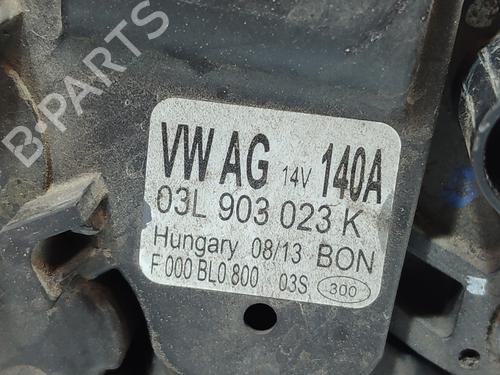 B-PARTS
VW AG 14V 140A
03L 903 023 K
Hungary 08/13 BON
F 000 BL0 800 03S 300